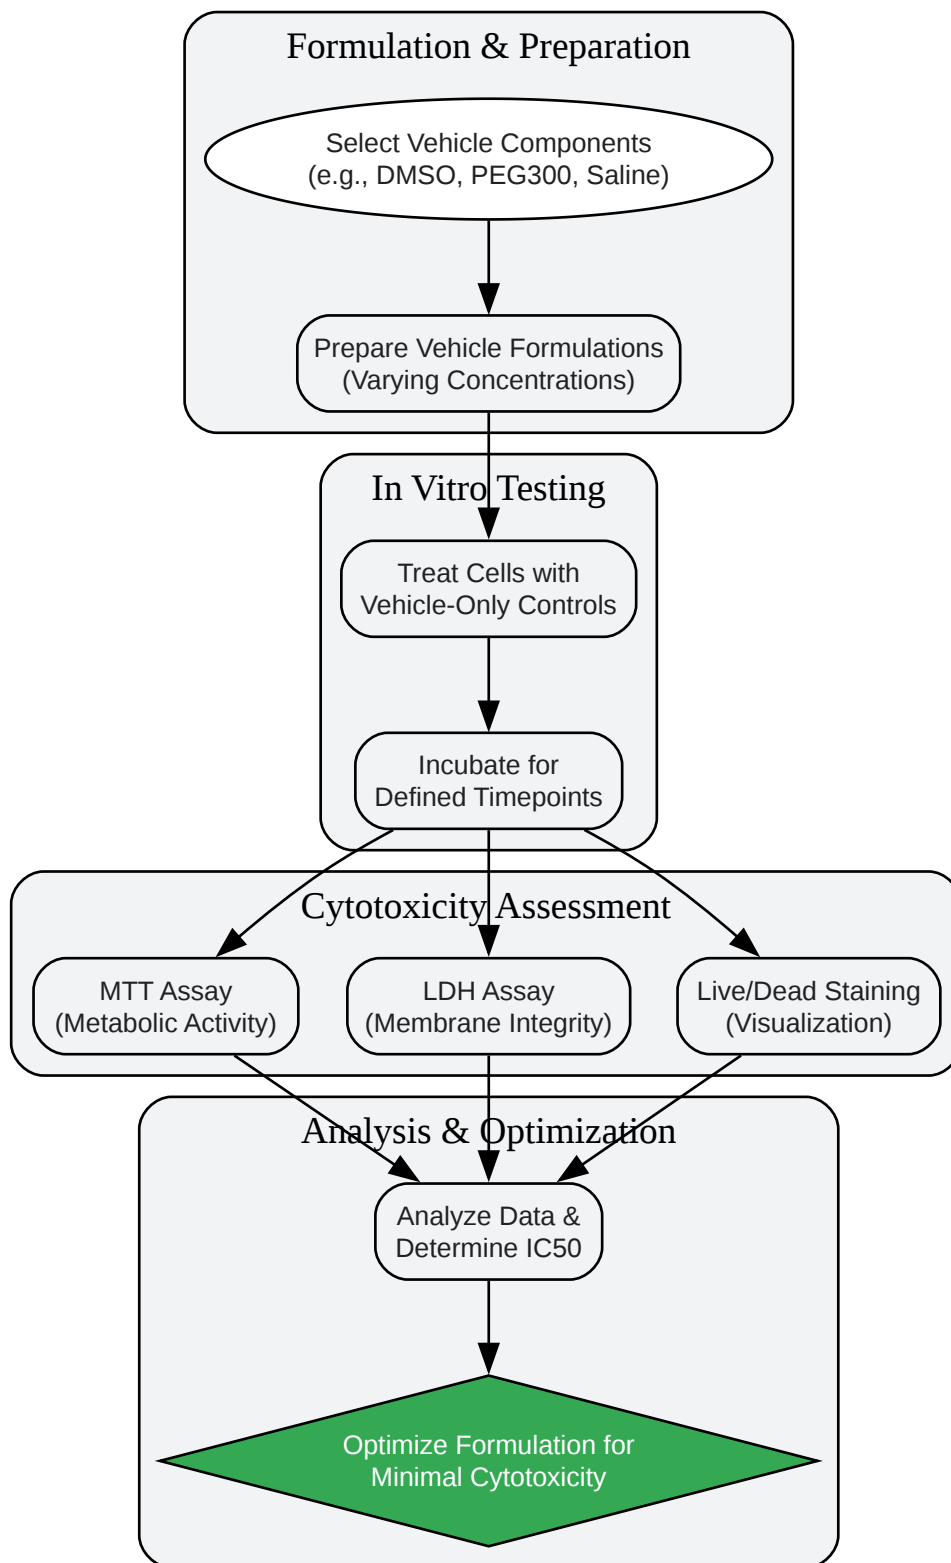 Formulation & Preparation
Select Vehicle Components
(e.g., DMSO, PEG300, Saline)
Prepare Vehicle Formulations
(Varying Concentrations)
In Vitro Testing
Treat Cells with
Vehicle-Only Controls
Incubate for
Defined Timepoints
Cytotoxicity Assessment
MTT Assay
(Metabolic Activity)
LDH Assay
(Membrane Integrity)
Live/Dead Staining
(Visualization)
Analysis & Optimization
Analyze Data &
Determine IC50
Optimize Formulation for
Minimal Cytotoxicity